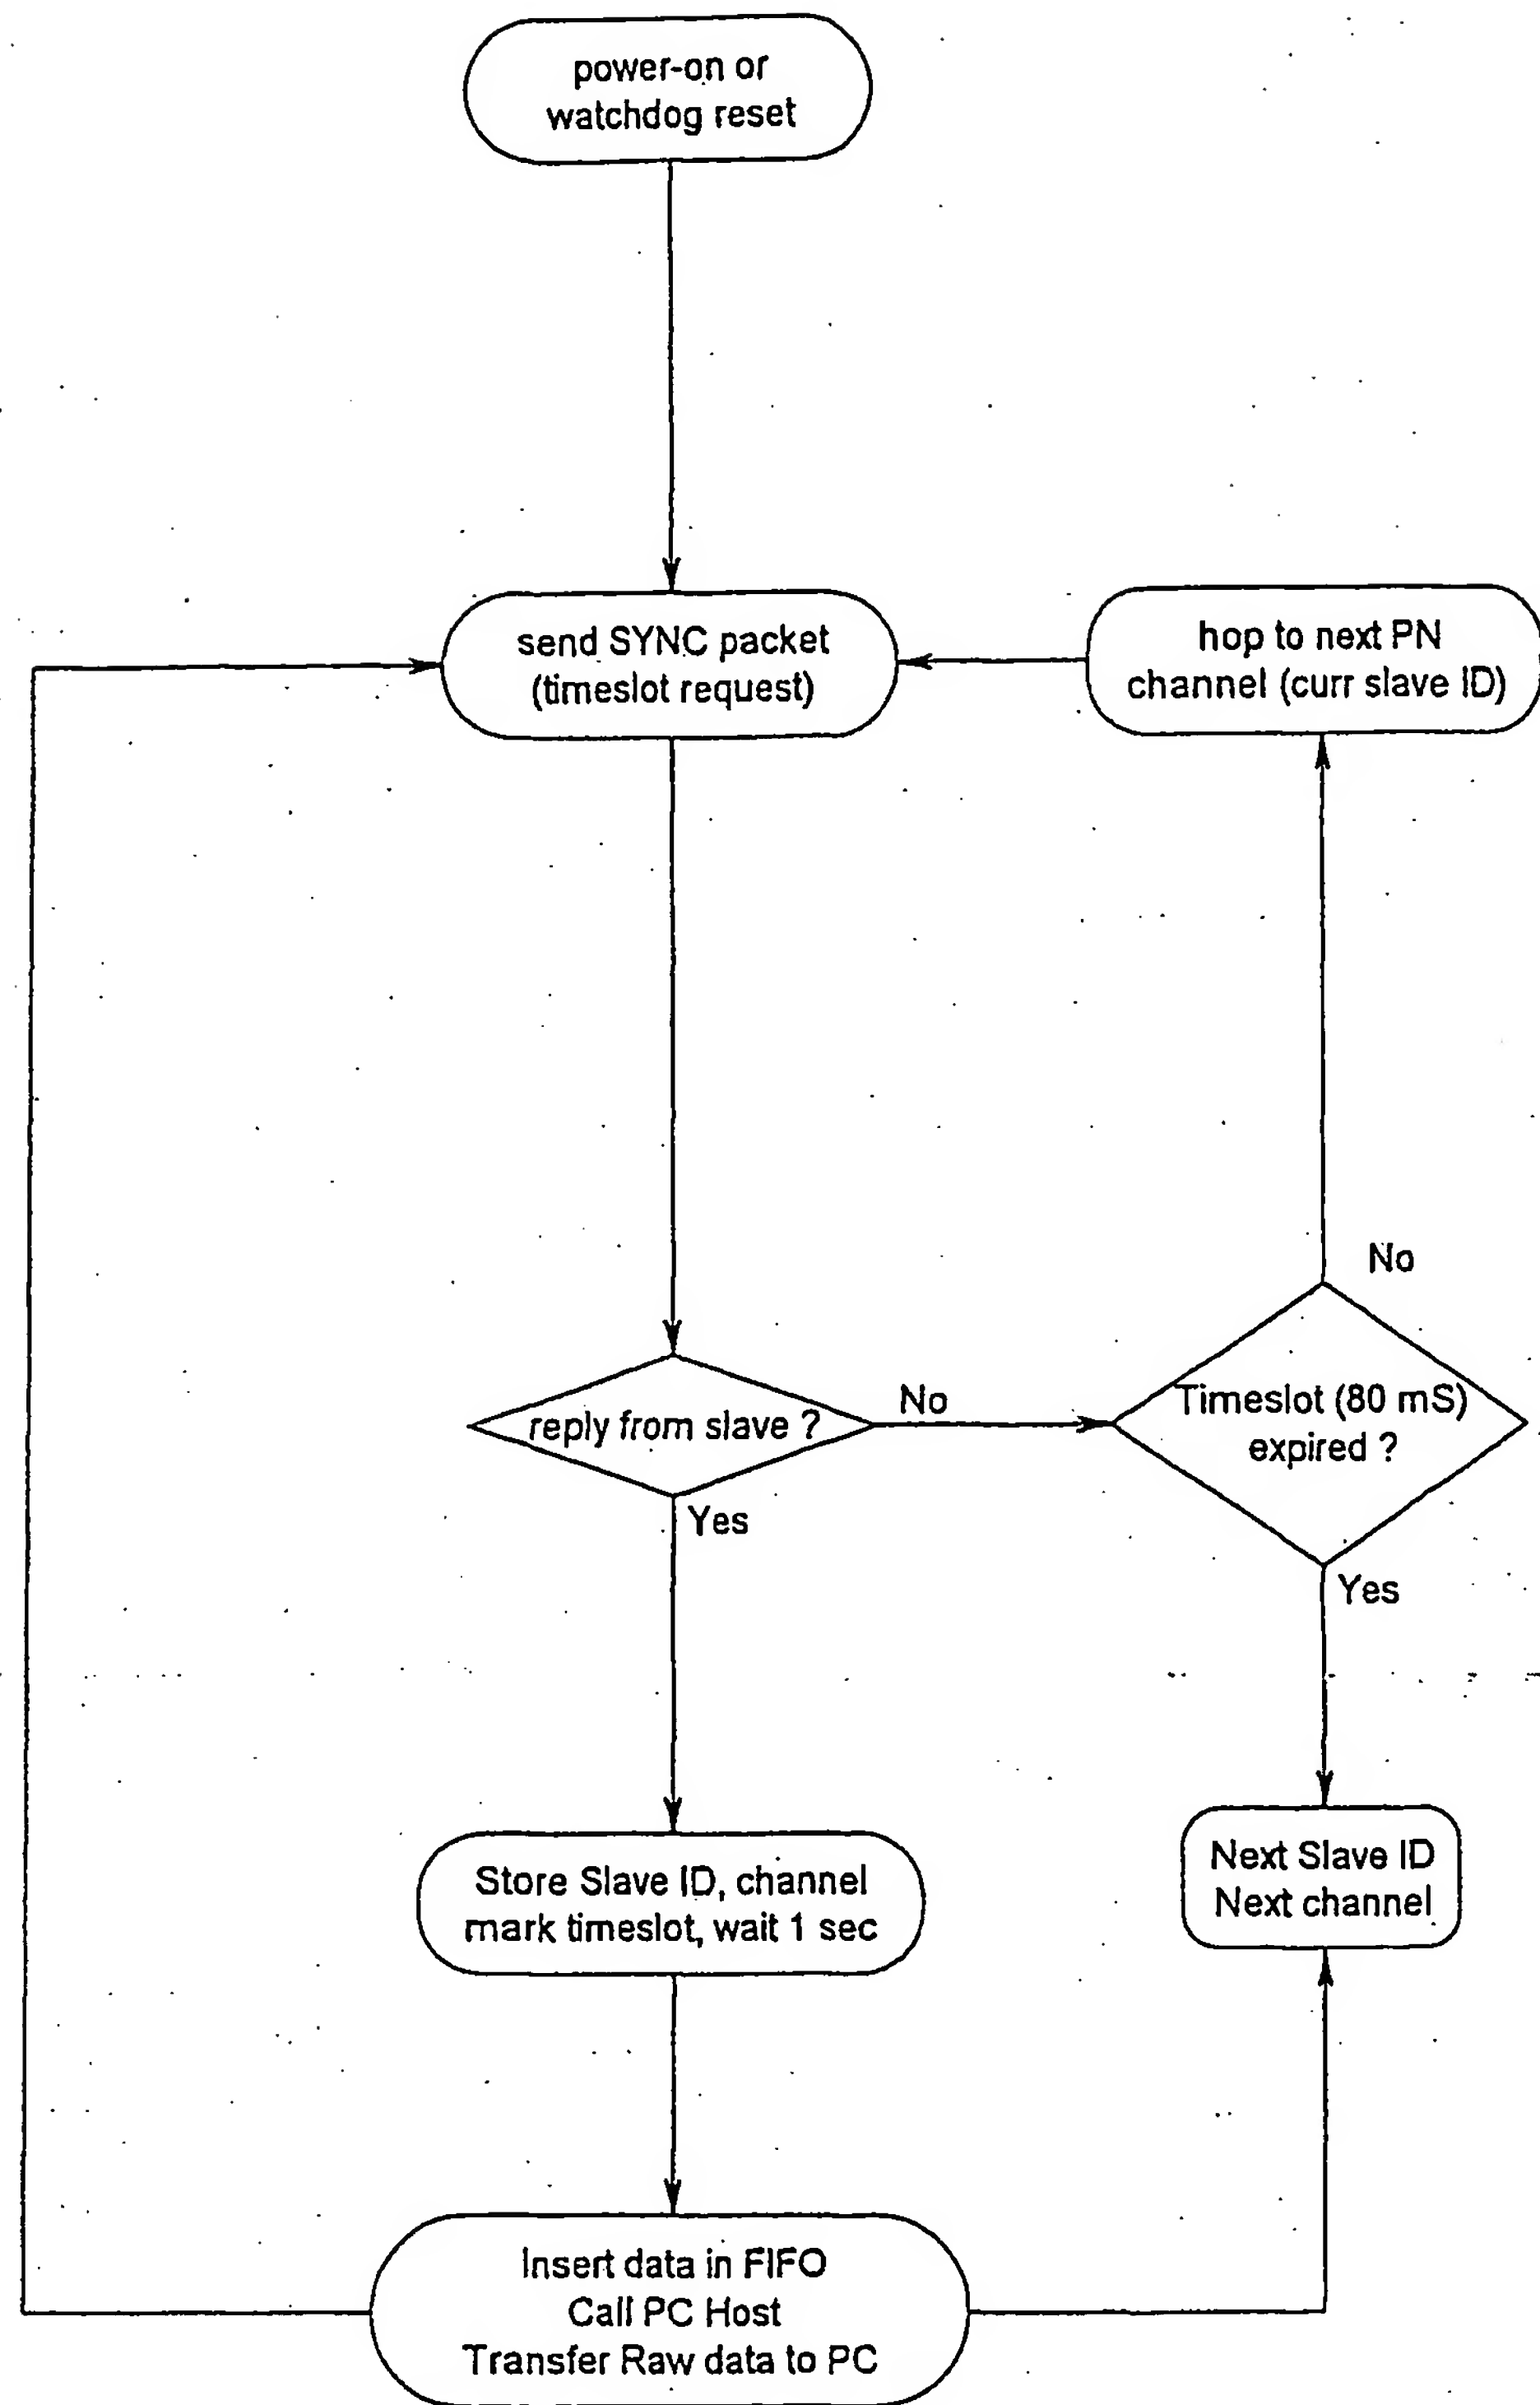 power-on or
watchdog reset
send SYNC packet
(timeslot request)
hop to next PN
channel (curr slave ID)
No
reply from slave ?
No
Timeslot (80 mS)
expired ?
Yes
Yes
Store Slave ID, channel
mark timeslot, wait 1 sec
Next Slave ID
Next channel
Insert data in FIFO
Call PC Host
Transfer Raw data to PC